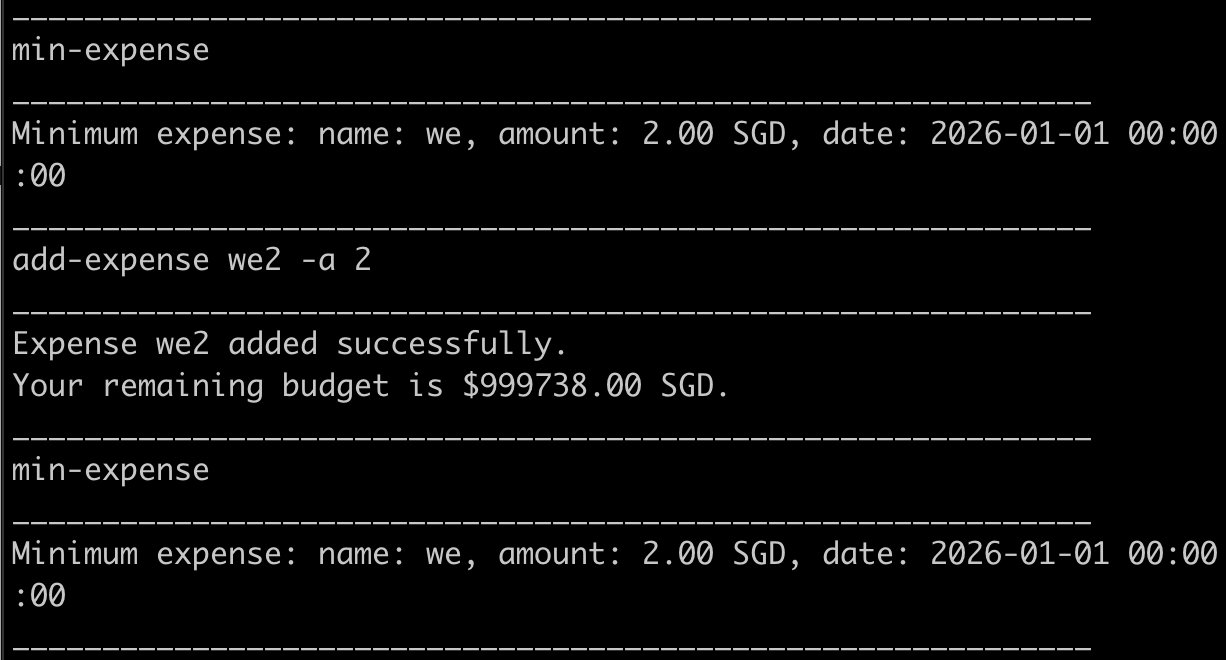 ____________________________________________________________
min-expense
____________________________________________________________
Minimum expense: name: we, amount: 2.00 SGD, date: 2026-01-01 00:00
:00
____________________________________________________________
add-expense we2 -a 2
____________________________________________________________
Expense we2 added successfully.
Your remaining budget is $999738.00 SGD.
____________________________________________________________
min-expense
____________________________________________________________
Minimum expense: name: we, amount: 2.00 SGD, date: 2026-01-01 00:00
:00
____________________________________________________________